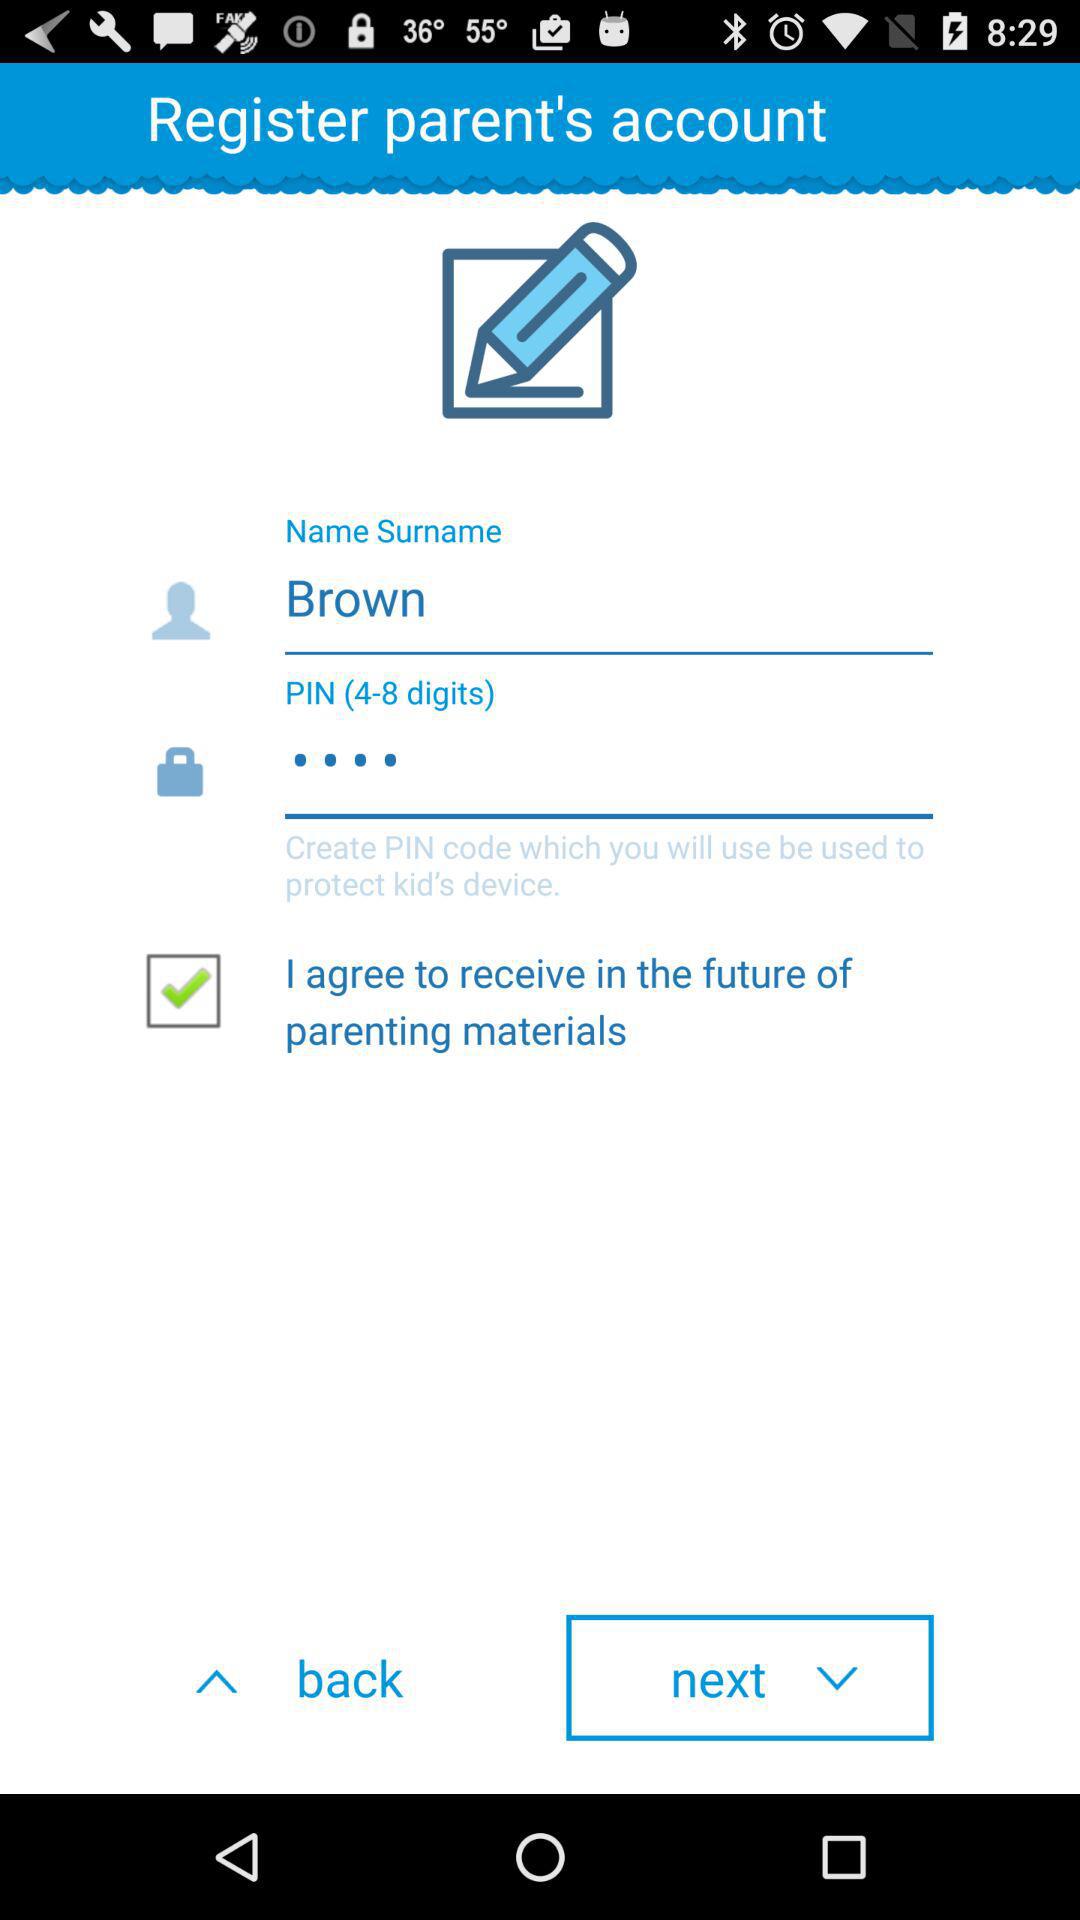 FAKE 36° 55° 8:29
Register parent's account
Name Surname
Brown
PIN (4-8 digits)
••••
Create PIN code which you will use be used to
protect kid’s device.
I agree to receive in the future of
parenting materials
back next